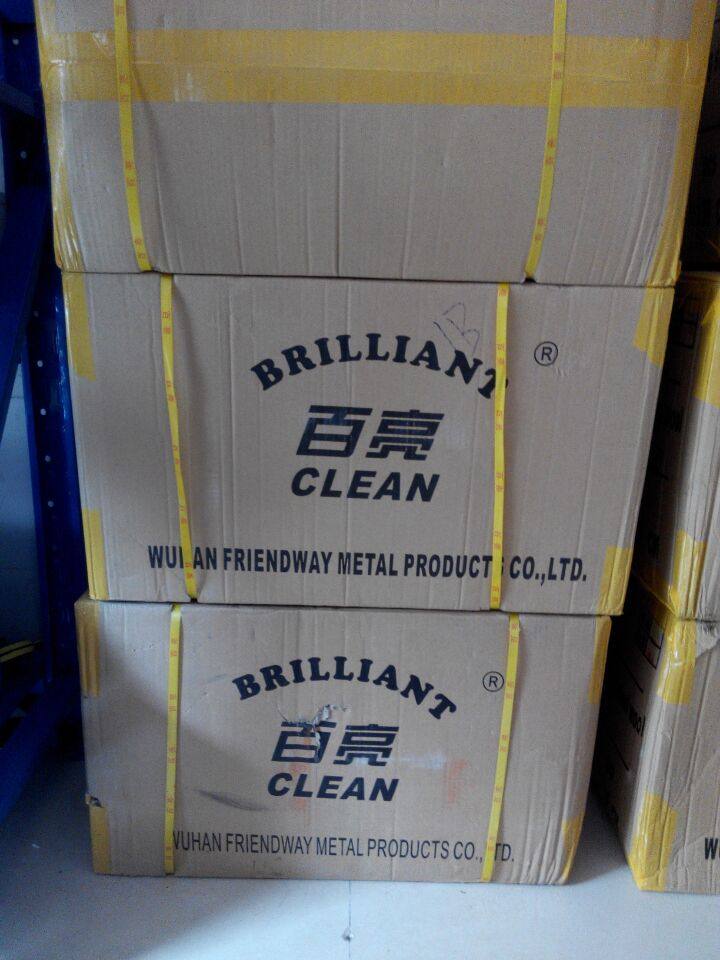 B
BRILLIANT ®
百亮
CLEAN
WUHAN FRIENDWAY METAL PRODUCTS CO.,LTD.
BRILLIANT ®
百亮
CLEAN
WUHAN FRIENDWAY METAL PRODUCTS CO.,LTD.